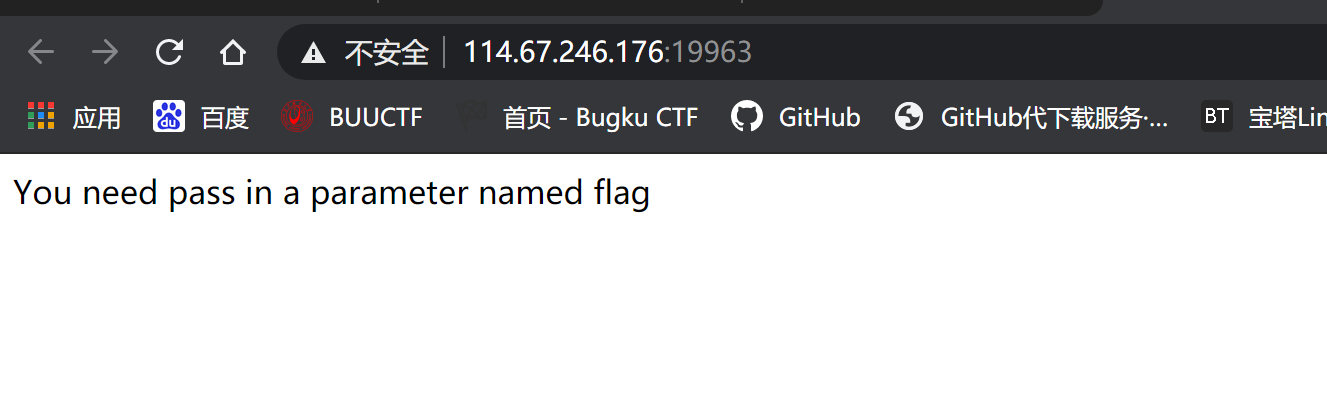 不安全 114.67.246.176:19963
应用 百度 BUUCTF 首页 - Bugku CTF GitHub GitHub代下载服务·... BT 宝塔Lin
You need pass in a parameter named flag